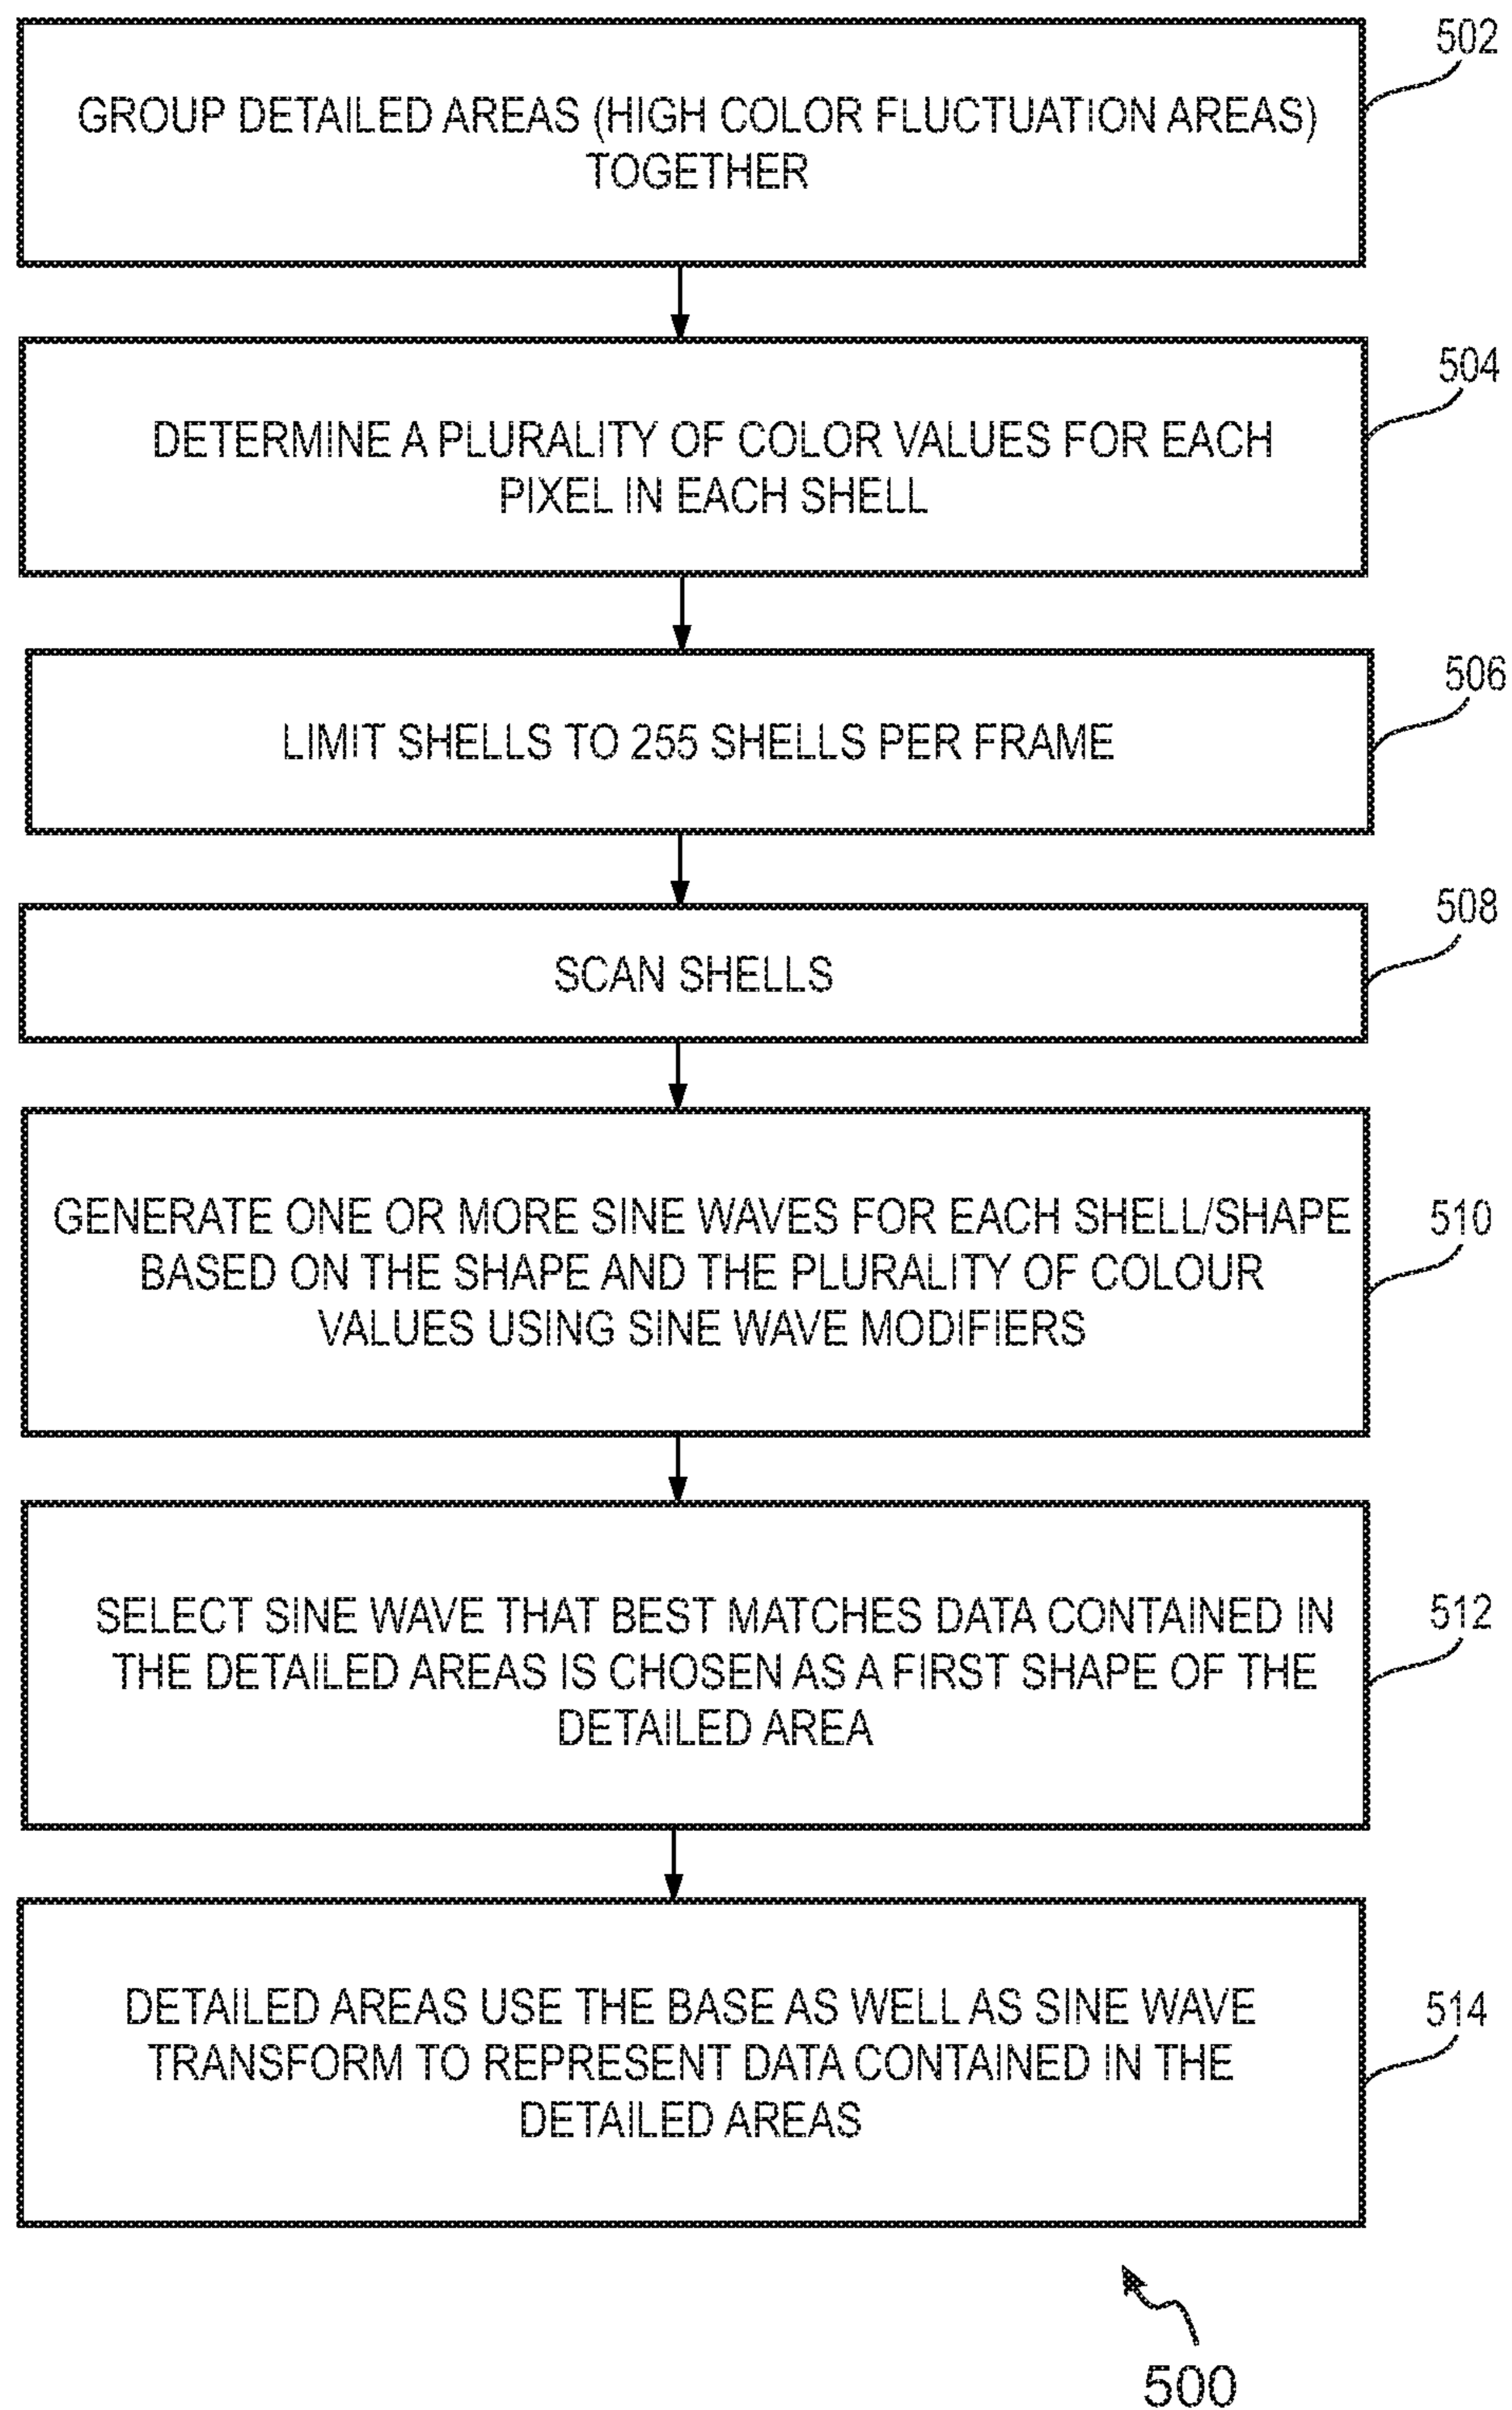 502
GROUP DETAILED AREAS (HIGH COLOR FLUCTUATION AREAS)
TOGETHER
504
DETERMINE A PLURALITY OF COLOR VALUES FOR EACH
PIXEL IN EACH SHELL
506
LIMIT SHELLS TO 255 SHELLS PER FRAME
508
SCAN SHELLS
510
GENERATE ONE OR MORE SINE WAVES FOR EACH SHELL/SHAPE
BASED ON THE SHAPE AND THE PLURALITY OF COLOUR
VALUES USING SINE WAVE MODIFIERS
512
SELECT SINE WAVE THAT BEST MATCHES DATA CONTAINED IN
THE DETAILED AREAS IS CHOSEN AS A FIRST SHAPE OF THE
DETAILED AREA
514
DETAILED AREAS USE THE BASE AS WELL AS SINE WAVE
TRANSFORM TO REPRESENT DATA CONTAINED IN THE
DETAILED AREAS
500